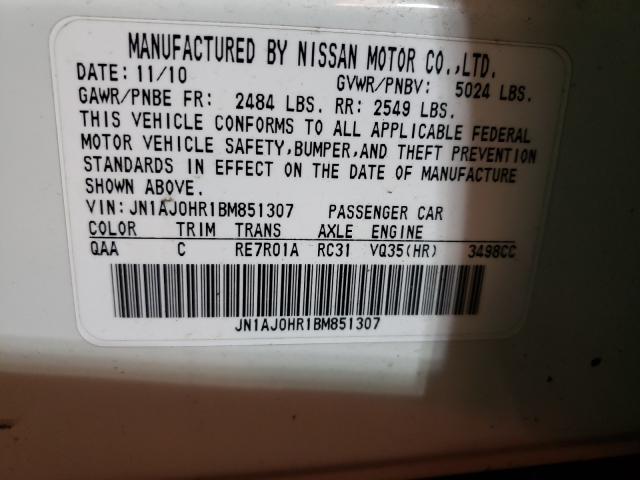 MANUFACTURED BY NISSAN MOTOR CO.,LTD.
DATE: 11/10 GVWR/PNBV: 5024 LBS.
GAWR/PNBE FR: 2484 LBS. RR: 2549 LBS.
THIS VEHICLE CONFORMS TO ALL APPLICABLE FEDERAL
MOTOR VEHICLE SAFETY,BUMPER,AND THEFT PREVENTION
STANDARDS IN EFFECT ON THE DATE OF MANUFACTURE
SHOWN ABOVE.
VIN:JN1AJ0HR1BM851307 PASSENGER CAR
COLOR TRIM TRANS AXLE ENGINE
QAA C RE7R01A RC31 VQ35(HR) 3498CC
JN1AJ0HR1BM851307